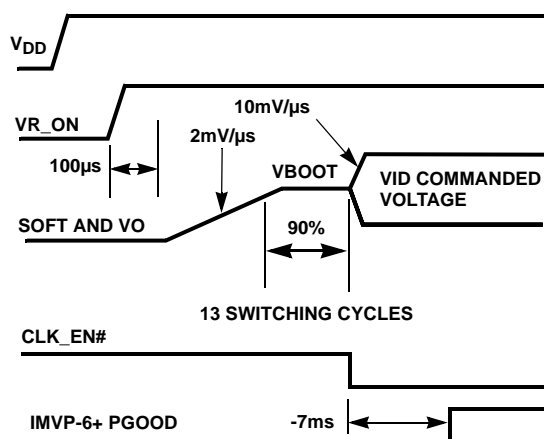 VDD
10mV/µs
VR_ON
2mV/µs
100µs
VBOOT
VID COMMANDED
VOLTAGE
SOFT AND VO
90%
13 SWITCHING CYCLES
CLK_EN#
IMVP-6+ PGOOD
-7ms